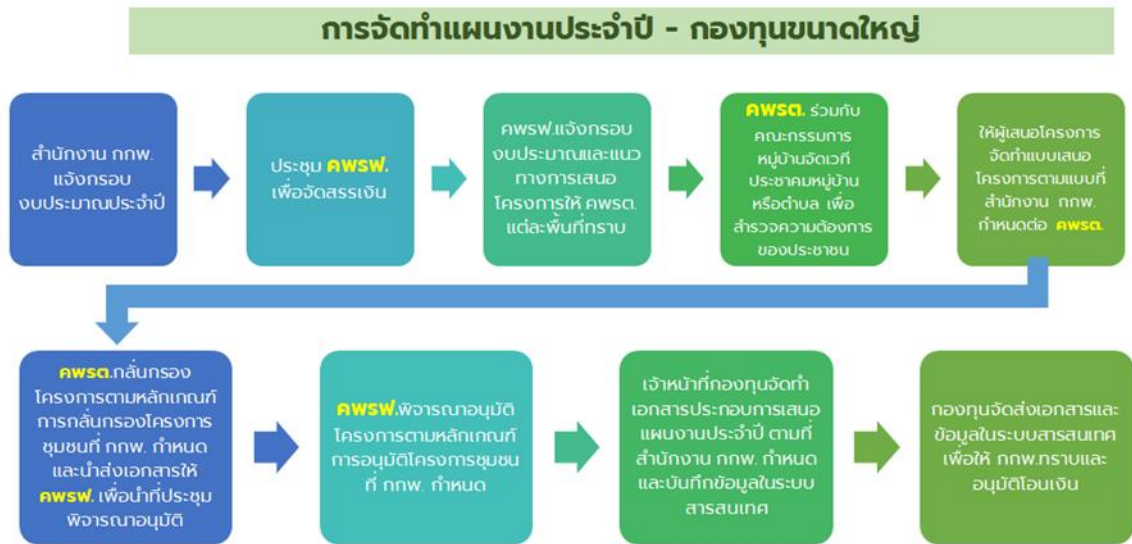 การจัดทำแผนงานประจำปี - กองทุนขนาดใหญ่
สำนักงาน กกพ.
แจ้งกรอบ
งบประมาณประจำปี
ประชุม คพรฟ.
เพื่อจัดสรรเงิน
คพรฟ.แจ้งกรอบ
งบประมาณและแนว
ทางการเสนอ
โครงการให้ คพรต.
แต่ละพื้นที่ทราบ
คพรต. ร่วมกับ
คณะกรรมการ
หมู่บ้านจัดเวที
ประชาคมหมู่บ้าน
หรือตำบล เพื่อ
สำรวจความต้องการ
ของประชาชน
ให้ผู้เสนอโครงการ
จัดทำแบบเสนอ
โครงการตามแบบที่
สำนักงาน กกพ.
กำหนดต่อ คพรต.
คพรต.กลั่นกรอง
โครงการตามหลักเกณฑ์
การกลั่นกรองโครงการ
ชุมชนที่ กกพ. กำหนด
และนำส่งเอกสารให้
คพรฟ. เพื่อนำที่ประชุม
พิจารณาอนุมัติ
คพรฟ.พิจารณาอนุมัติ
โครงการตามหลักเกณฑ์
การอนุมัติโครงการชุมชน
ที่ กกพ. กำหนด
เจ้าหน้าที่กองทุนจัดทำ
เอกสารประกอบการเสนอ
แผนงานประจำปี ตามที่
สำนักงาน กกพ. กำหนด
และบันทึกข้อมูลในระบบ
สารสนเทศ
กองทุนจัดส่งเอกสารและ
ข้อมูลในระบบสารสนเทศ
เพื่อให้ กกพ.ทราบและ
อนุมัติโอนเงิน